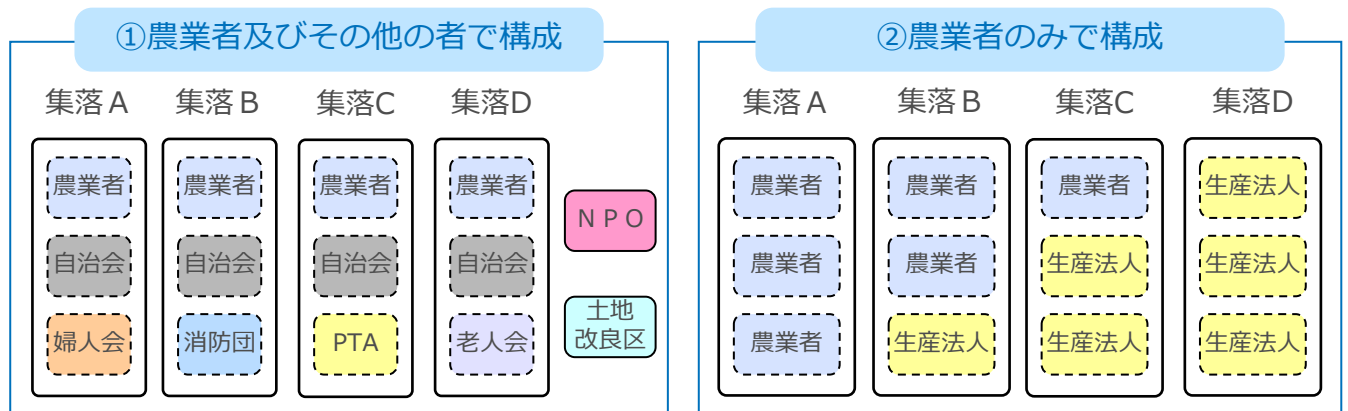 ①農業者及びその他の者で構成
集落A 集落B 集落C 集落D
農業者 農業者 農業者 農業者
自治会 自治会 自治会 自治会
婦人会 消防団 PTA 老人会
NPO
土地
改良区
②農業者のみで構成
集落A 集落B 集落C 集落D
農業者 農業者 農業者 生産法人
農業者 農業者 生産法人 生産法人
農業者 生産法人 生産法人 生産法人